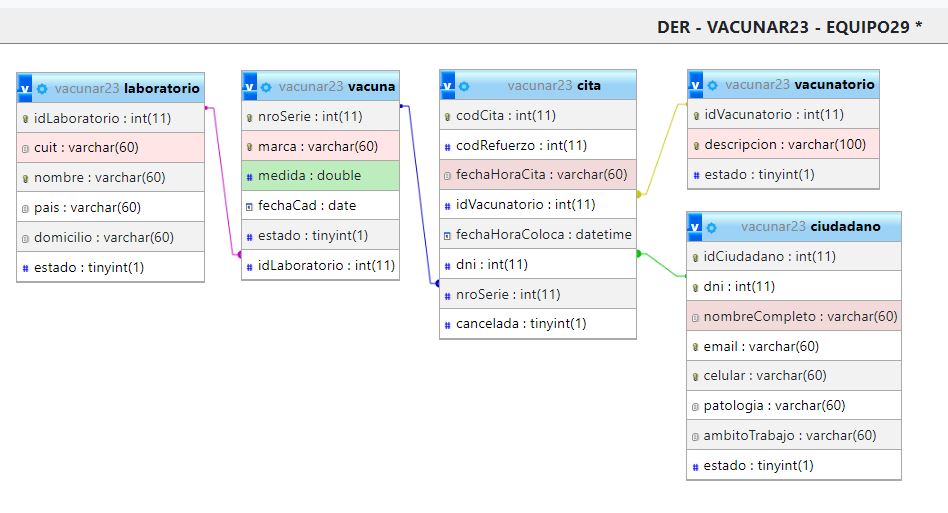 DER - VACUNAR23 - EQUIPO29 *
vacunar23 laboratorio
idLaboratorio : int(11)
cuit : varchar(60)
nombre : varchar(60)
pais : varchar(60)
domicilio : varchar(60)
estado : tinyint(1)
vacunar23 vacuna
nroSerie : int(11)
marca : varchar(60)
medida : double
fechaCad : date
estado : tinyint(1)
idLaboratorio : int(11)
vacunar23 cita
codCita : int(11)
codRefuerzo : int(11)
fechaHoraCita : varchar(60)
idVacunatorio : int(11)
fechaHoraColoca : datetime
dni : int(11)
nroSerie : int(11)
cancelada : tinyint(1)
vacunar23 vacunatorio
idVacunatorio : int(11)
descripcion : varchar(100)
estado : tinyint(1)
vacunar23 ciudadano
idCiudadano : int(11)
dni : int(11)
nombreCompleto : varchar(60)
email : varchar(60)
celular : varchar(60)
patologia : varchar(60)
ambitoTrabajo : varchar(60)
estado : tinyint(1)